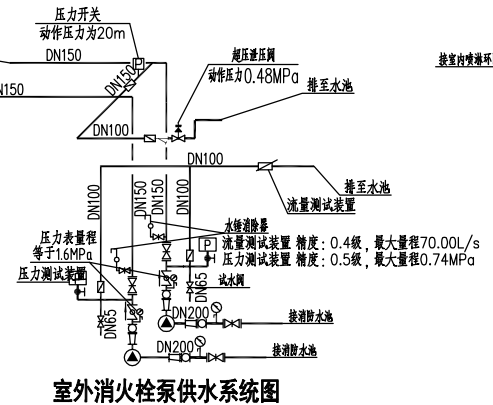 压力开关
动作压力为20m
DN150
DN150
DN150
超压泄压阀
动作压力0.48MPa
接室内喷淋环
排至水池
DN100
DN100
排至水池
流量测试装置
DN100
DN150
DN150
DN100
水锤消除器
压力表量程
等于1.6MPa
P
流量测试装置 精度：0.4级，最大量程70.00L/s
压力测试装置 精度：0.5级，最大量程0.74MPa
压力测试装置
试水阀
DN65
DN65
DN200
接消防水池
DN200
接消防水池
室外消火栓泵供水系统图